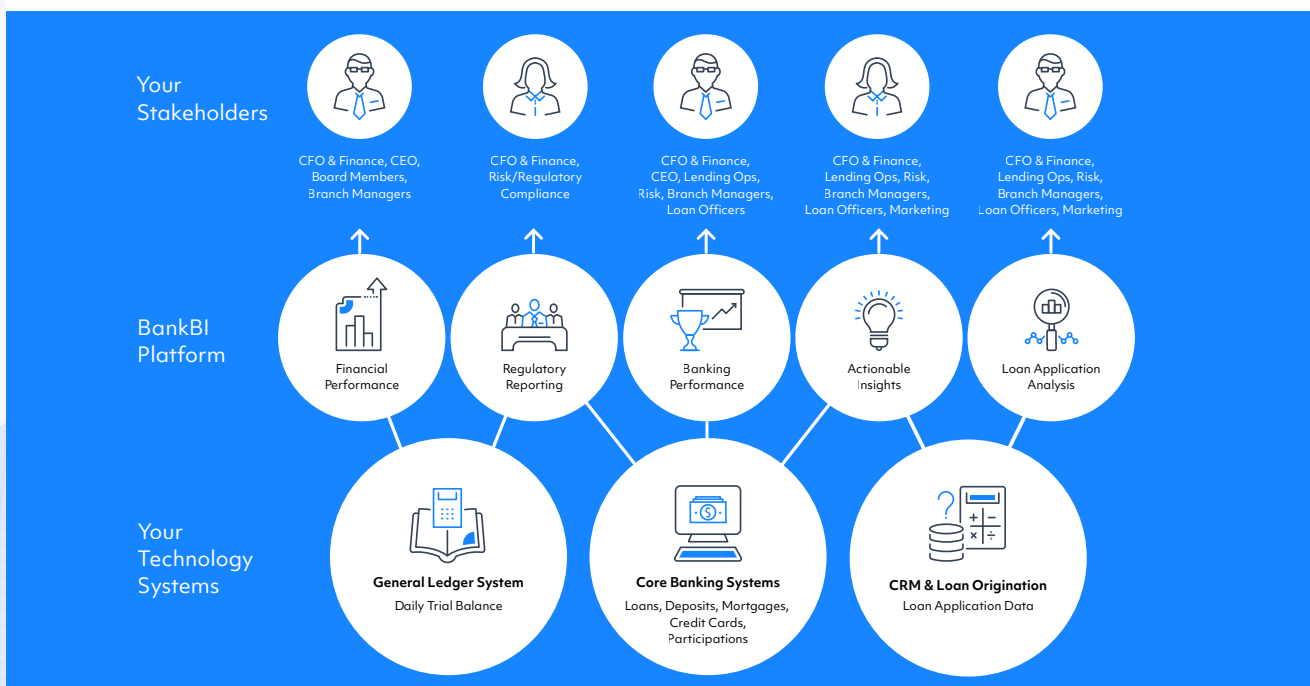 Your
Stakeholders
CFO & Finance, CEO,
Board Members,
Branch Managers
CFO & Finance,
Risk/Regulatory
Compliance
CFO & Finance,
CEO, Lending Ops,
Risk, Branch Managers,
Loan Officers
CFO & Finance,
Lending Ops, Risk,
Branch Managers,
Loan Officers, Marketing
CFO & Finance,
Lending Ops, Risk,
Branch Managers,
Loan Officers, Marketing
BankBI
Platform
Financial
Performance
Regulatory
Reporting
Banking
Performance
Actionable
Insights
Loan Application
Analysis
Your
Technology
Systems
General Ledger System
Daily Trial Balance
Core Banking Systems
Loans, Deposits, Mortgages,
Credit Cards,
Participations
CRM & Loan Origination
Loan Application Data